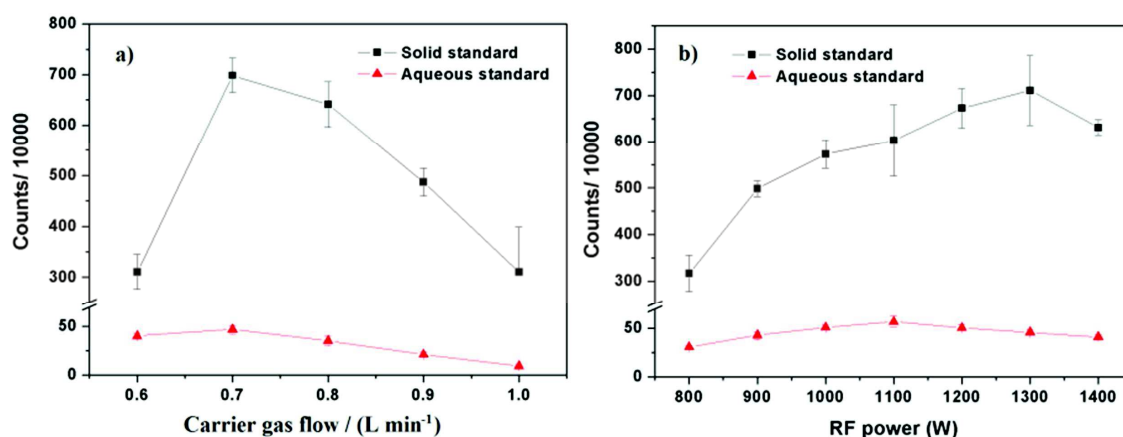 a)
Solid standard
Aqueous standard
Counts/ 10000
800
700
600
500
400
300
50
0
0.6 0.7 0.8 0.9 1.0
Carrier gas flow / (L min⁻¹)
b)
Solid standard
Aqueous standard
Counts/ 10000
800
700
600
500
400
300
50
0
800 900 1000 1100 1200 1300 1400
RF power (W)